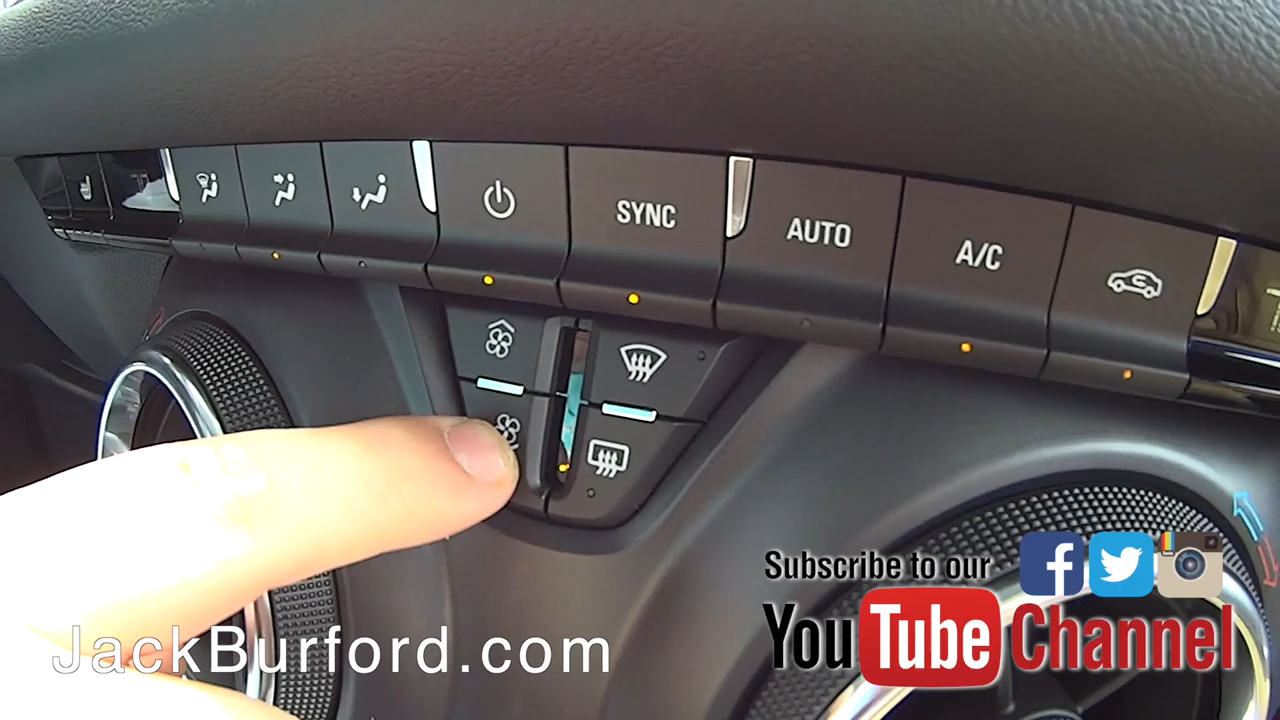 SYNC
AUTO
A/C
Subscribe to our
YouTube Channel
JackBurford.com